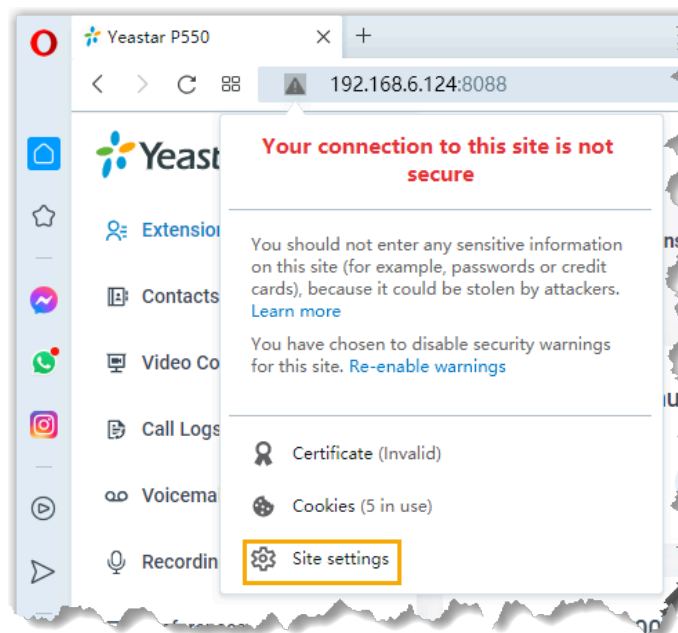 Yeastar P550
192.168.6.124:8088
Yeast
Your connection to this site is not
secure
Extension
You should not enter any sensitive information
on this site (for example, passwords or credit
cards), because it could be stolen by attackers.
Learn more
You have chosen to disable security warnings
for this site. Re-enable warnings
Contacts
Video Co
Call Logs
Certificate (Invalid)
Voicema
Cookies (5 in use)
Recordin
Site settings